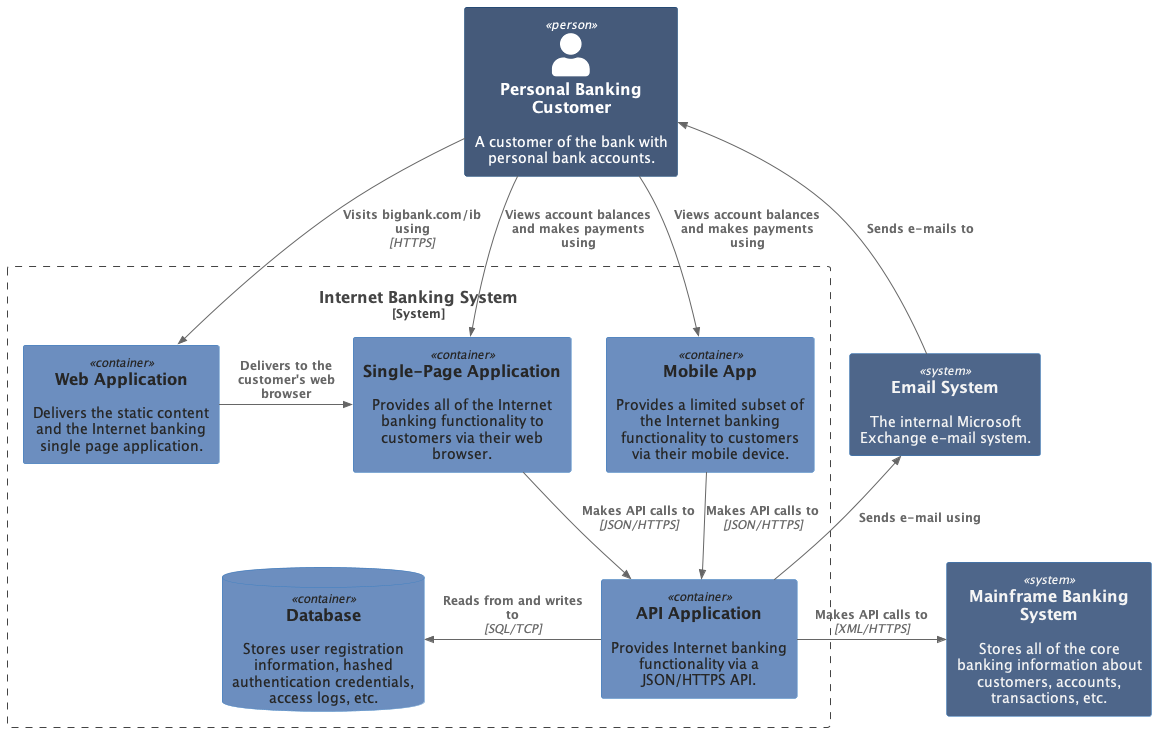 «person»
Personal Banking
Customer
A customer of the bank with
personal bank accounts.
Visits bigbank.com/ib
using
[HTTPS]
Views account balances
and makes payments
using
Views account balances
and makes payments
using
Sends e-mails to
Internet Banking System
[System]
«container»
Web Application
Delivers the static content
and the Internet banking
single page application.
Delivers to the
customer's web
browser
«container»
Single-Page Application
Provides all of the Internet
banking functionality to
customers via their web
browser.
«container»
Mobile App
Provides a limited subset of
the Internet banking
functionality to customers
via their mobile device.
«system»
Email System
The internal Microsoft
Exchange e-mail system.
Makes API calls to
[JSON/HTTPS]
Makes API calls to
[JSON/HTTPS]
Sends e-mail using
«container»
Database
Stores user registration
information, hashed
authentication credentials,
access logs, etc.
Reads from and writes
to
[SQL/TCP]
«container»
API Application
Provides Internet banking
functionality via a
JSON/HTTPS API.
Makes API calls to
[XML/HTTPS]
«system»
Mainframe Banking
System
Stores all of the core
banking information about
customers, accounts,
transactions, etc.